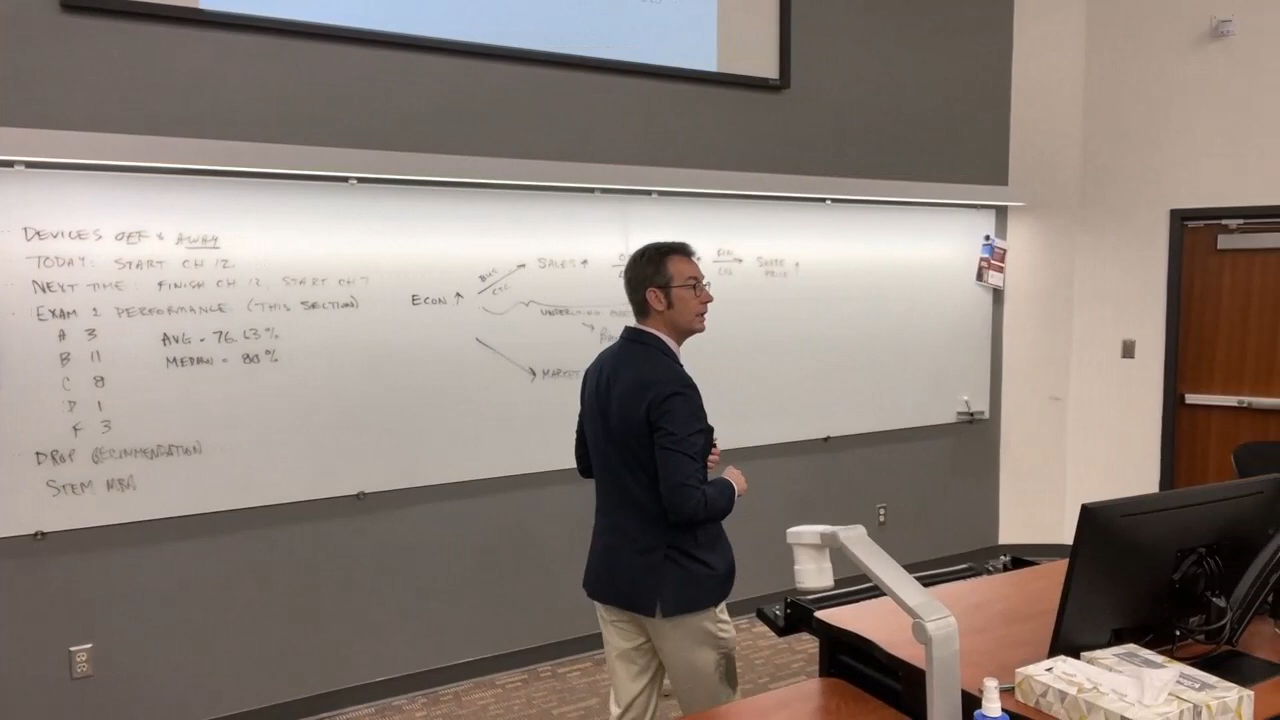 DEVICES OFF & AWAY
TODAY: START CH 12.
NEXT TIME: FINISH CH 12, START CH 7
EXAM 2 PERFORMANCE (THIS SECTION)
A 3
B 11
C 8
D 1
F 3
AVG = 76.63%
MEDIAN = 80%
DROP RECOMMENDATION
STEM MBA
ECON ↑
BUS
CYC
SALES ↑
UNDERLYING
MARKET
SHARE
PRICE ↑